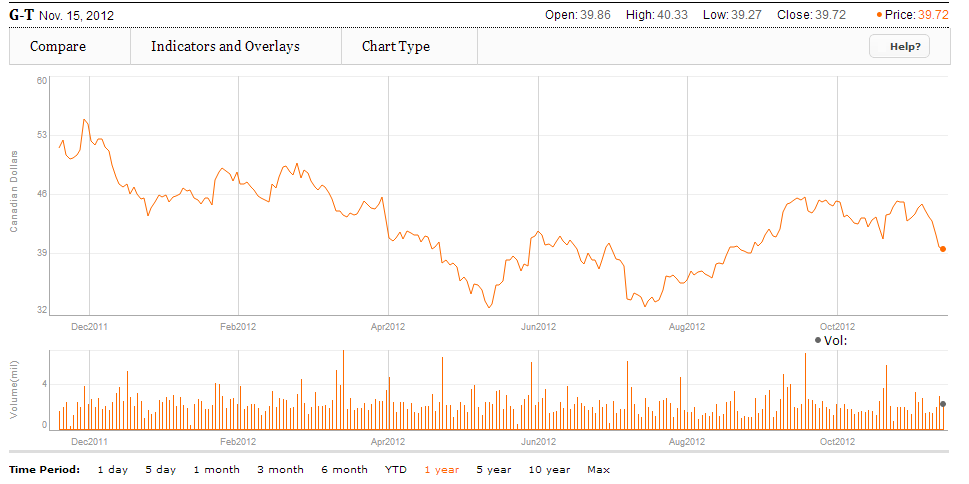 G-T Nov. 15, 2012 Open: 39.86 High: 40.33 Low: 39.27 Close: 39.72 Price: 39.72
Compare Indicators and Overlays Chart Type Help?
60
53
46
39
32
Canadian Dollars
Dec2011 Feb2012 Apr2012 Jun2012 Aug2012 Oct2012
Vol:
4
0
Volume(mil)
Dec2011 Feb2012 Apr2012 Jun2012 Aug2012 Oct2012
Time Period: 1 day 5 day 1 month 3 month 6 month YTD 1 year 5 year 10 year Max